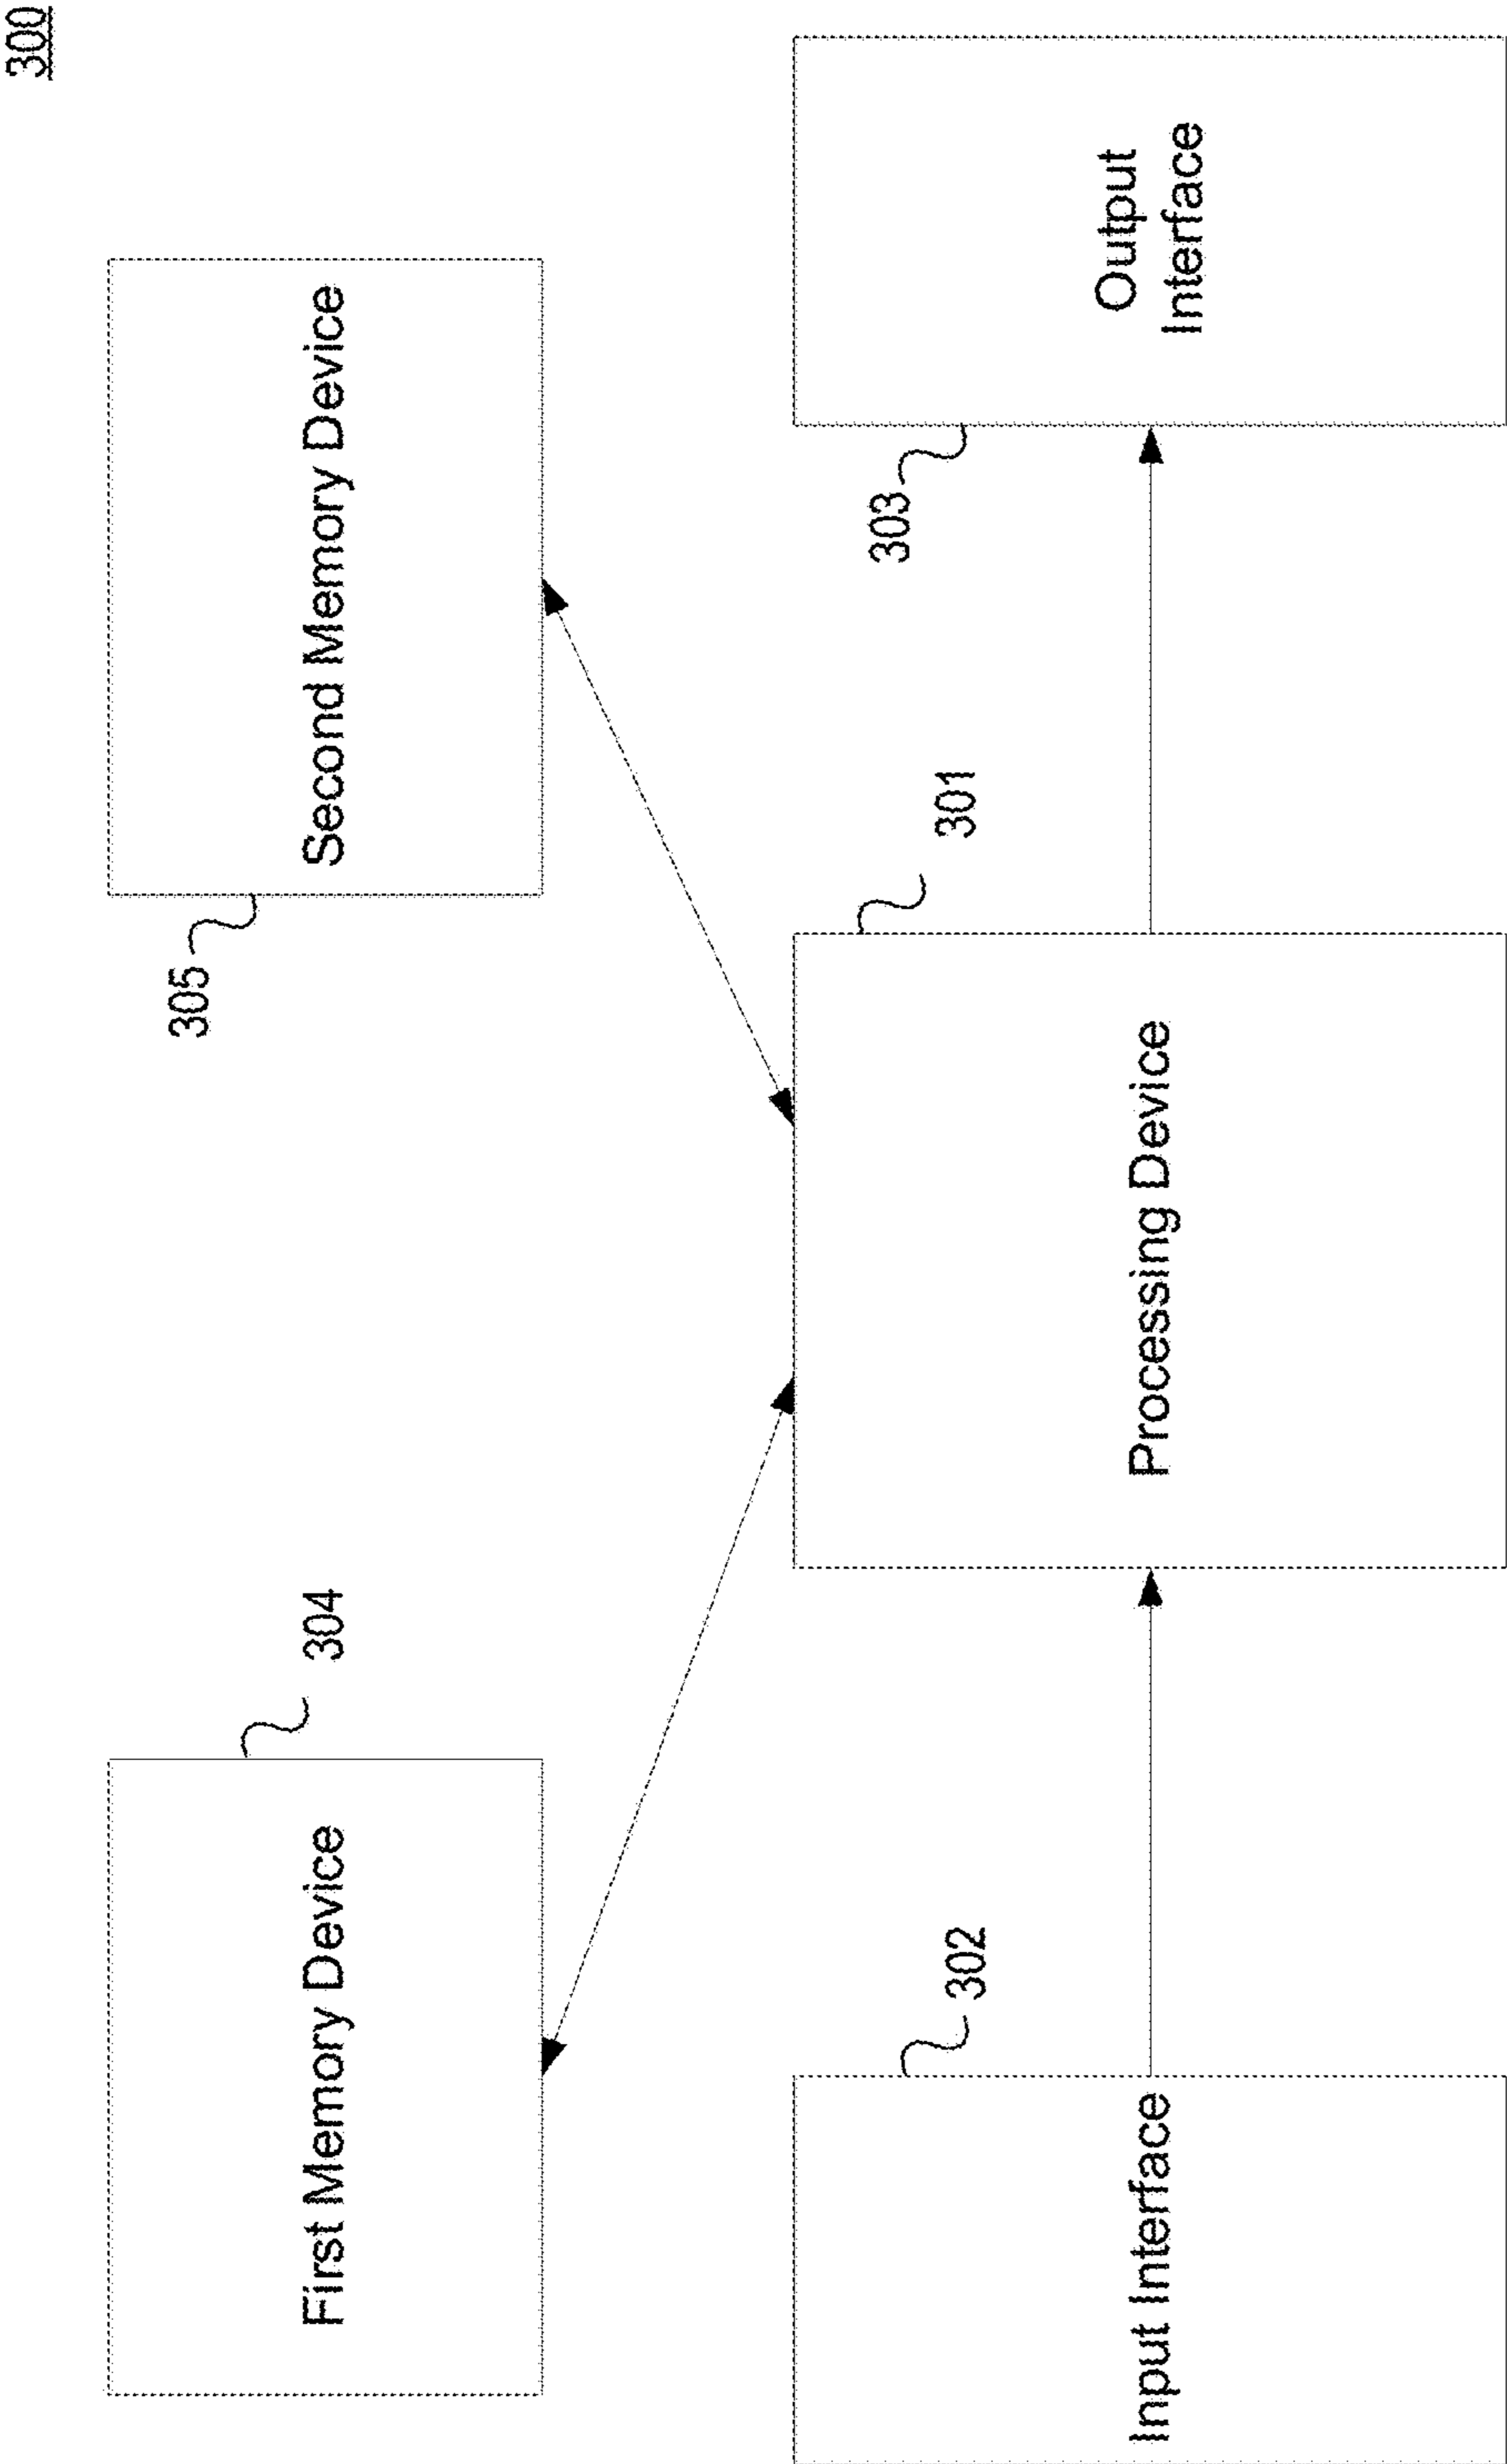 300
First Memory Device
304
305
Second Memory Device
Input Interface
302
Processing Device
301
303
Output
Interface